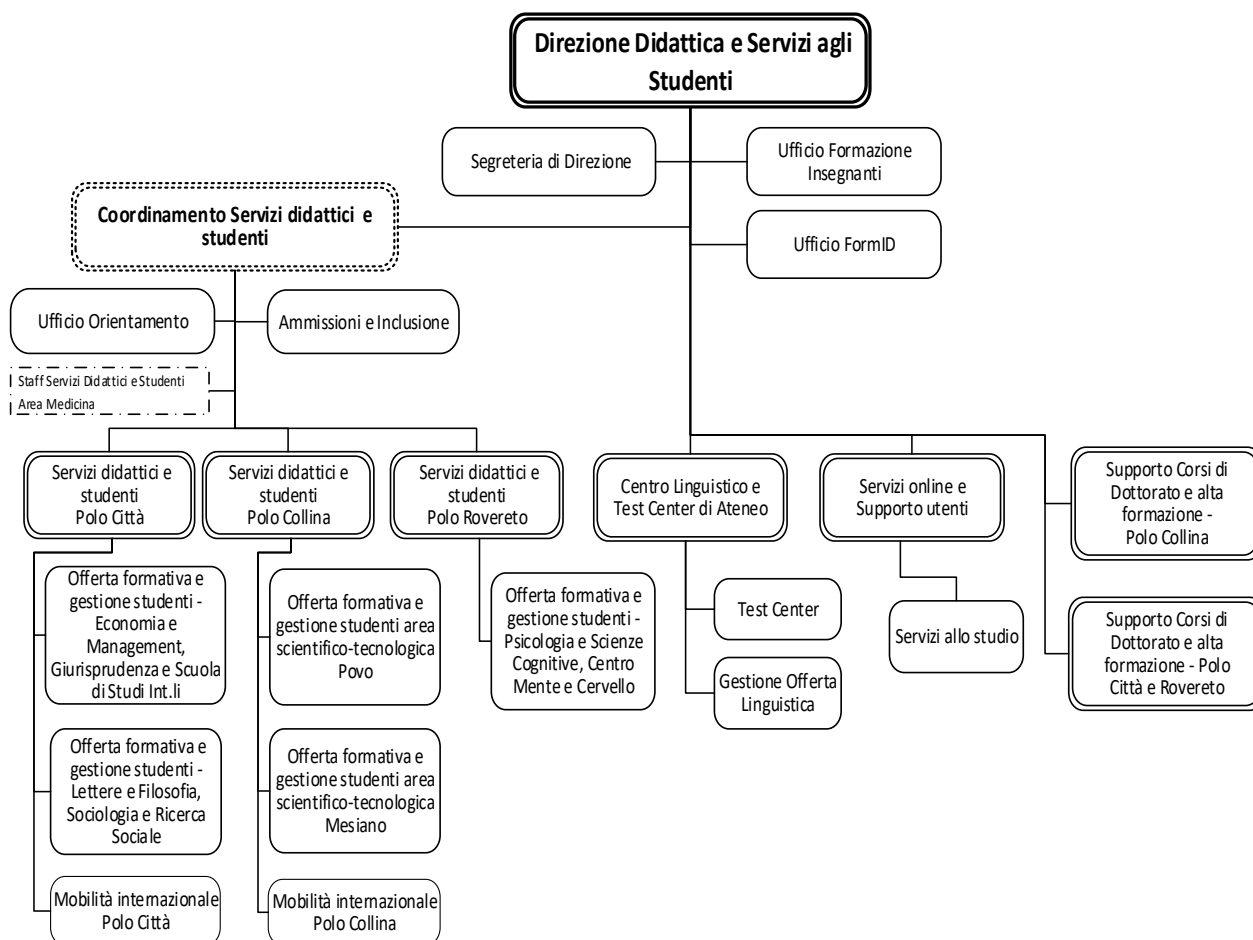 Direzione Didattica e Servizi agli
Studenti
Segreteria di Direzione
Ufficio Formazione
Insegnanti
Coordinamento Servizi didattici e
studenti
Ufficio FormID
Ufficio Orientamento
Ammissioni e Inclusione
Staff Servizi Didattici e Studenti
Area Medicina
Servizi didattici e
studenti
Polo Città
Servizi didattici e
studenti
Polo Collina
Servizi didattici e
studenti
Polo Rovereto
Centro Linguistico e
Test Center di Ateneo
Servizi online e
Supporto utenti
Supporto Corsi di
Dottorato e alta
formazione -
Polo Collina
Offerta formativa e
gestione studenti -
Economia e
Management,
Giurisprudenza e Scuola
di Studi Int.li
Offerta formativa e
gestione studenti area
scientifico-tecnologica
Povo
Offerta formativa e
gestione studenti -
Psicologia e Scienze
Cognitive, Centro
Mente e Cervello
Test Center
Servizi allo studio
Supporto Corsi di
Dottorato e alta
formazione - Polo
Città e Rovereto
Gestione Offerta
Linguistica
Offerta formativa e
gestione studenti -
Lettere e Filosofia,
Sociologia e Ricerca
Sociale
Offerta formativa e
gestione studenti area
scientifico-tecnologica
Mesiano
Mobilità internazionale
Polo Città
Mobilità internazionale
Polo Collina